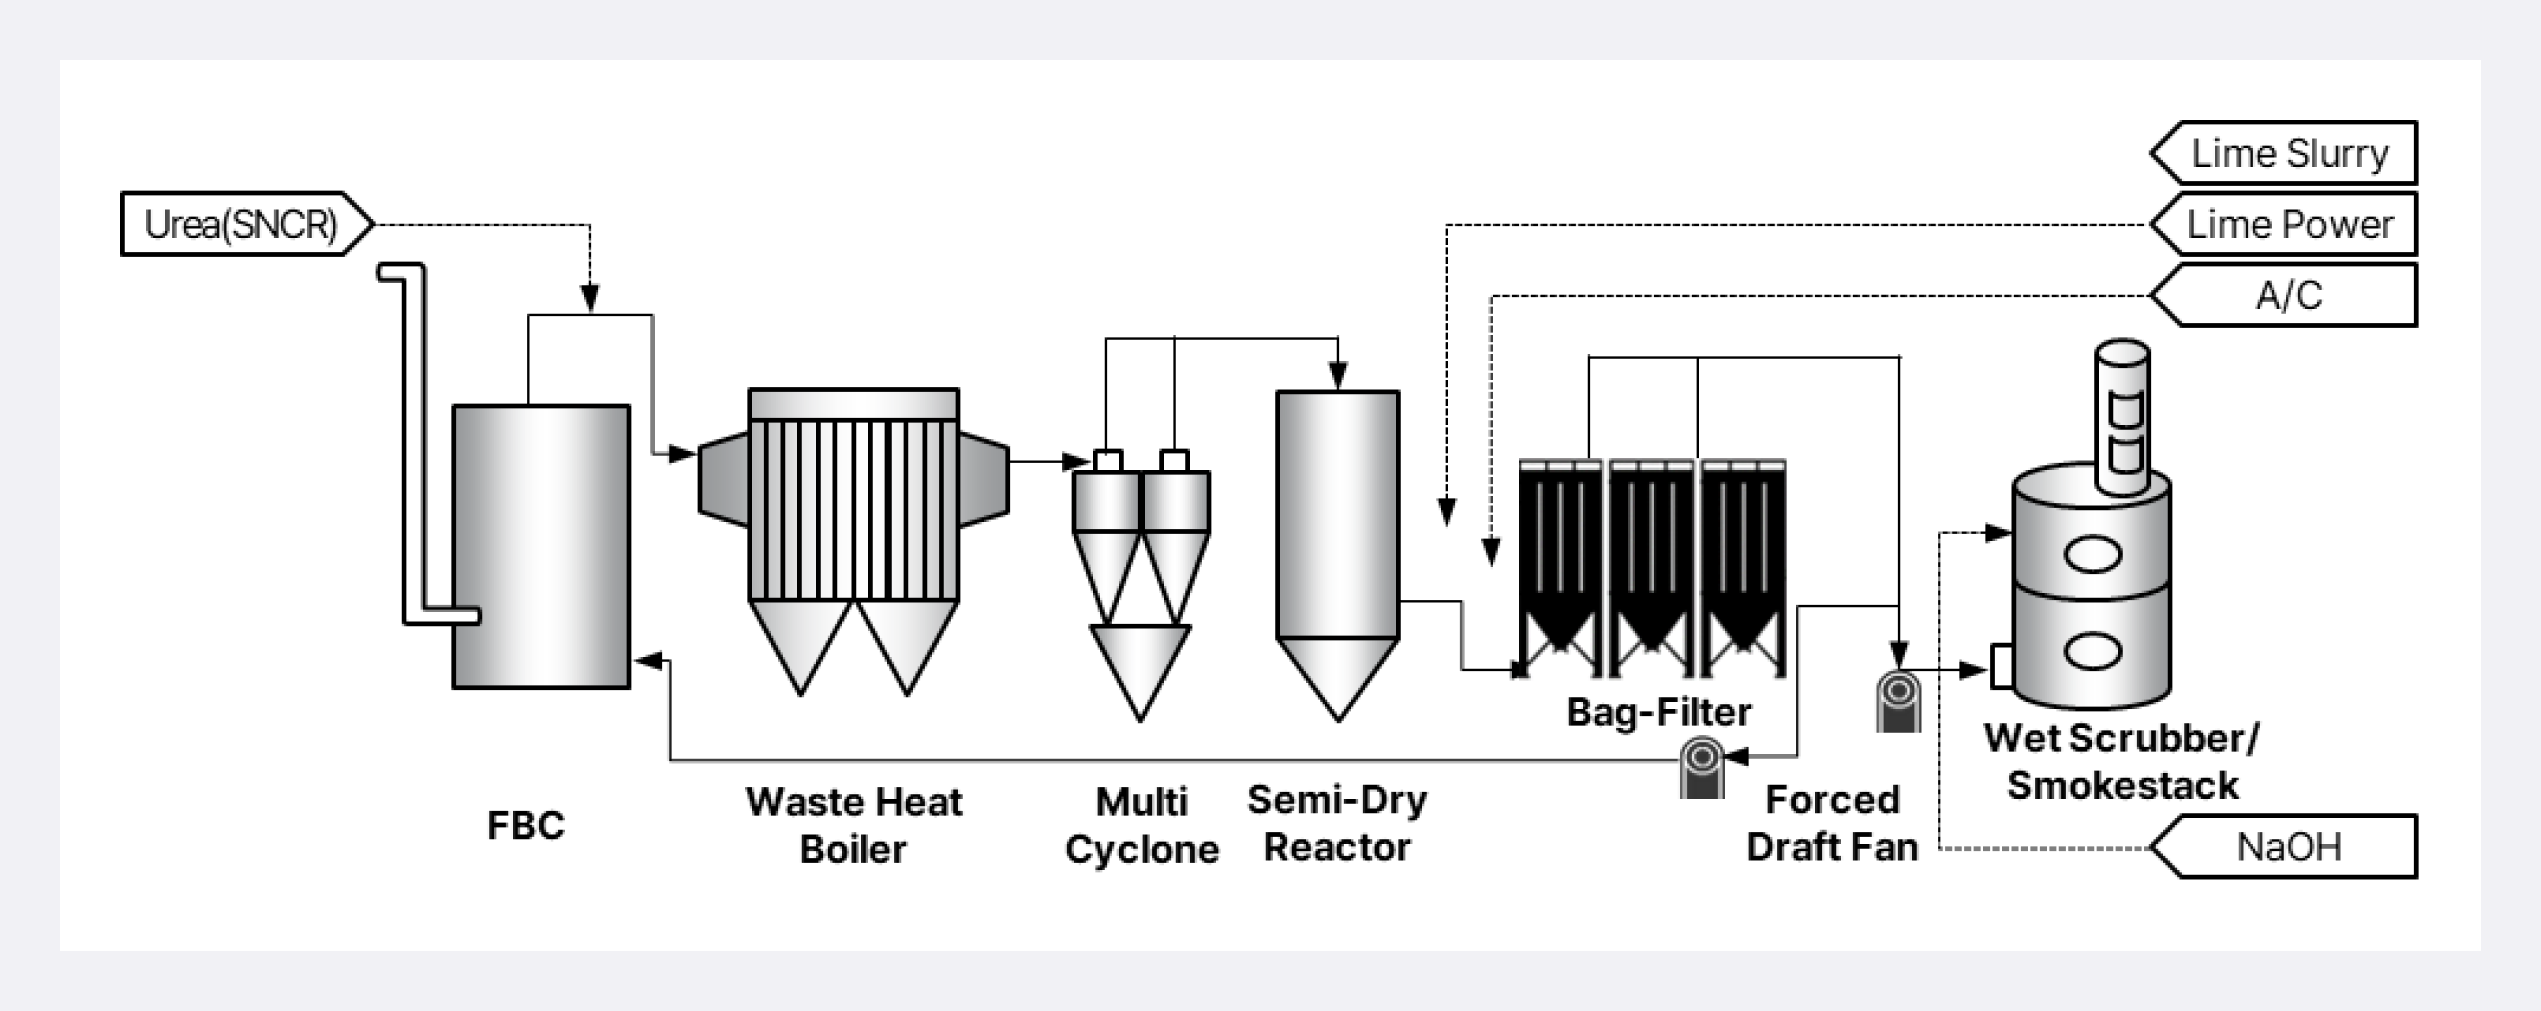 Lime Slurry
Urea(SNCR)
Lime Power
A/C
Bag-Filter
Wet Scrubber/
Smokestack
FBC
Waste Heat
Boiler
Multi
Cyclone
Semi-Dry
Reactor
Forced
Draft Fan
NaOH